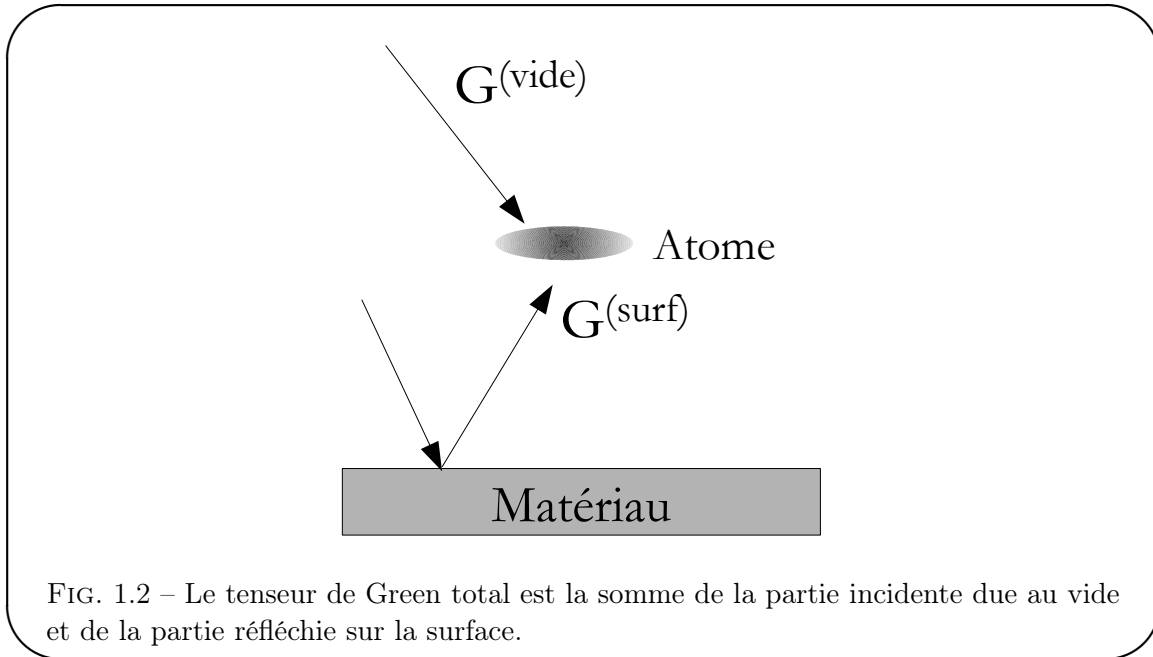 G(vide)
Atome
G(surf)
Matériau
FIG. 1.2 – Le tenseur de Green total est la somme de la partie incidente due au vide
et de la partie réfléchie sur la surface.